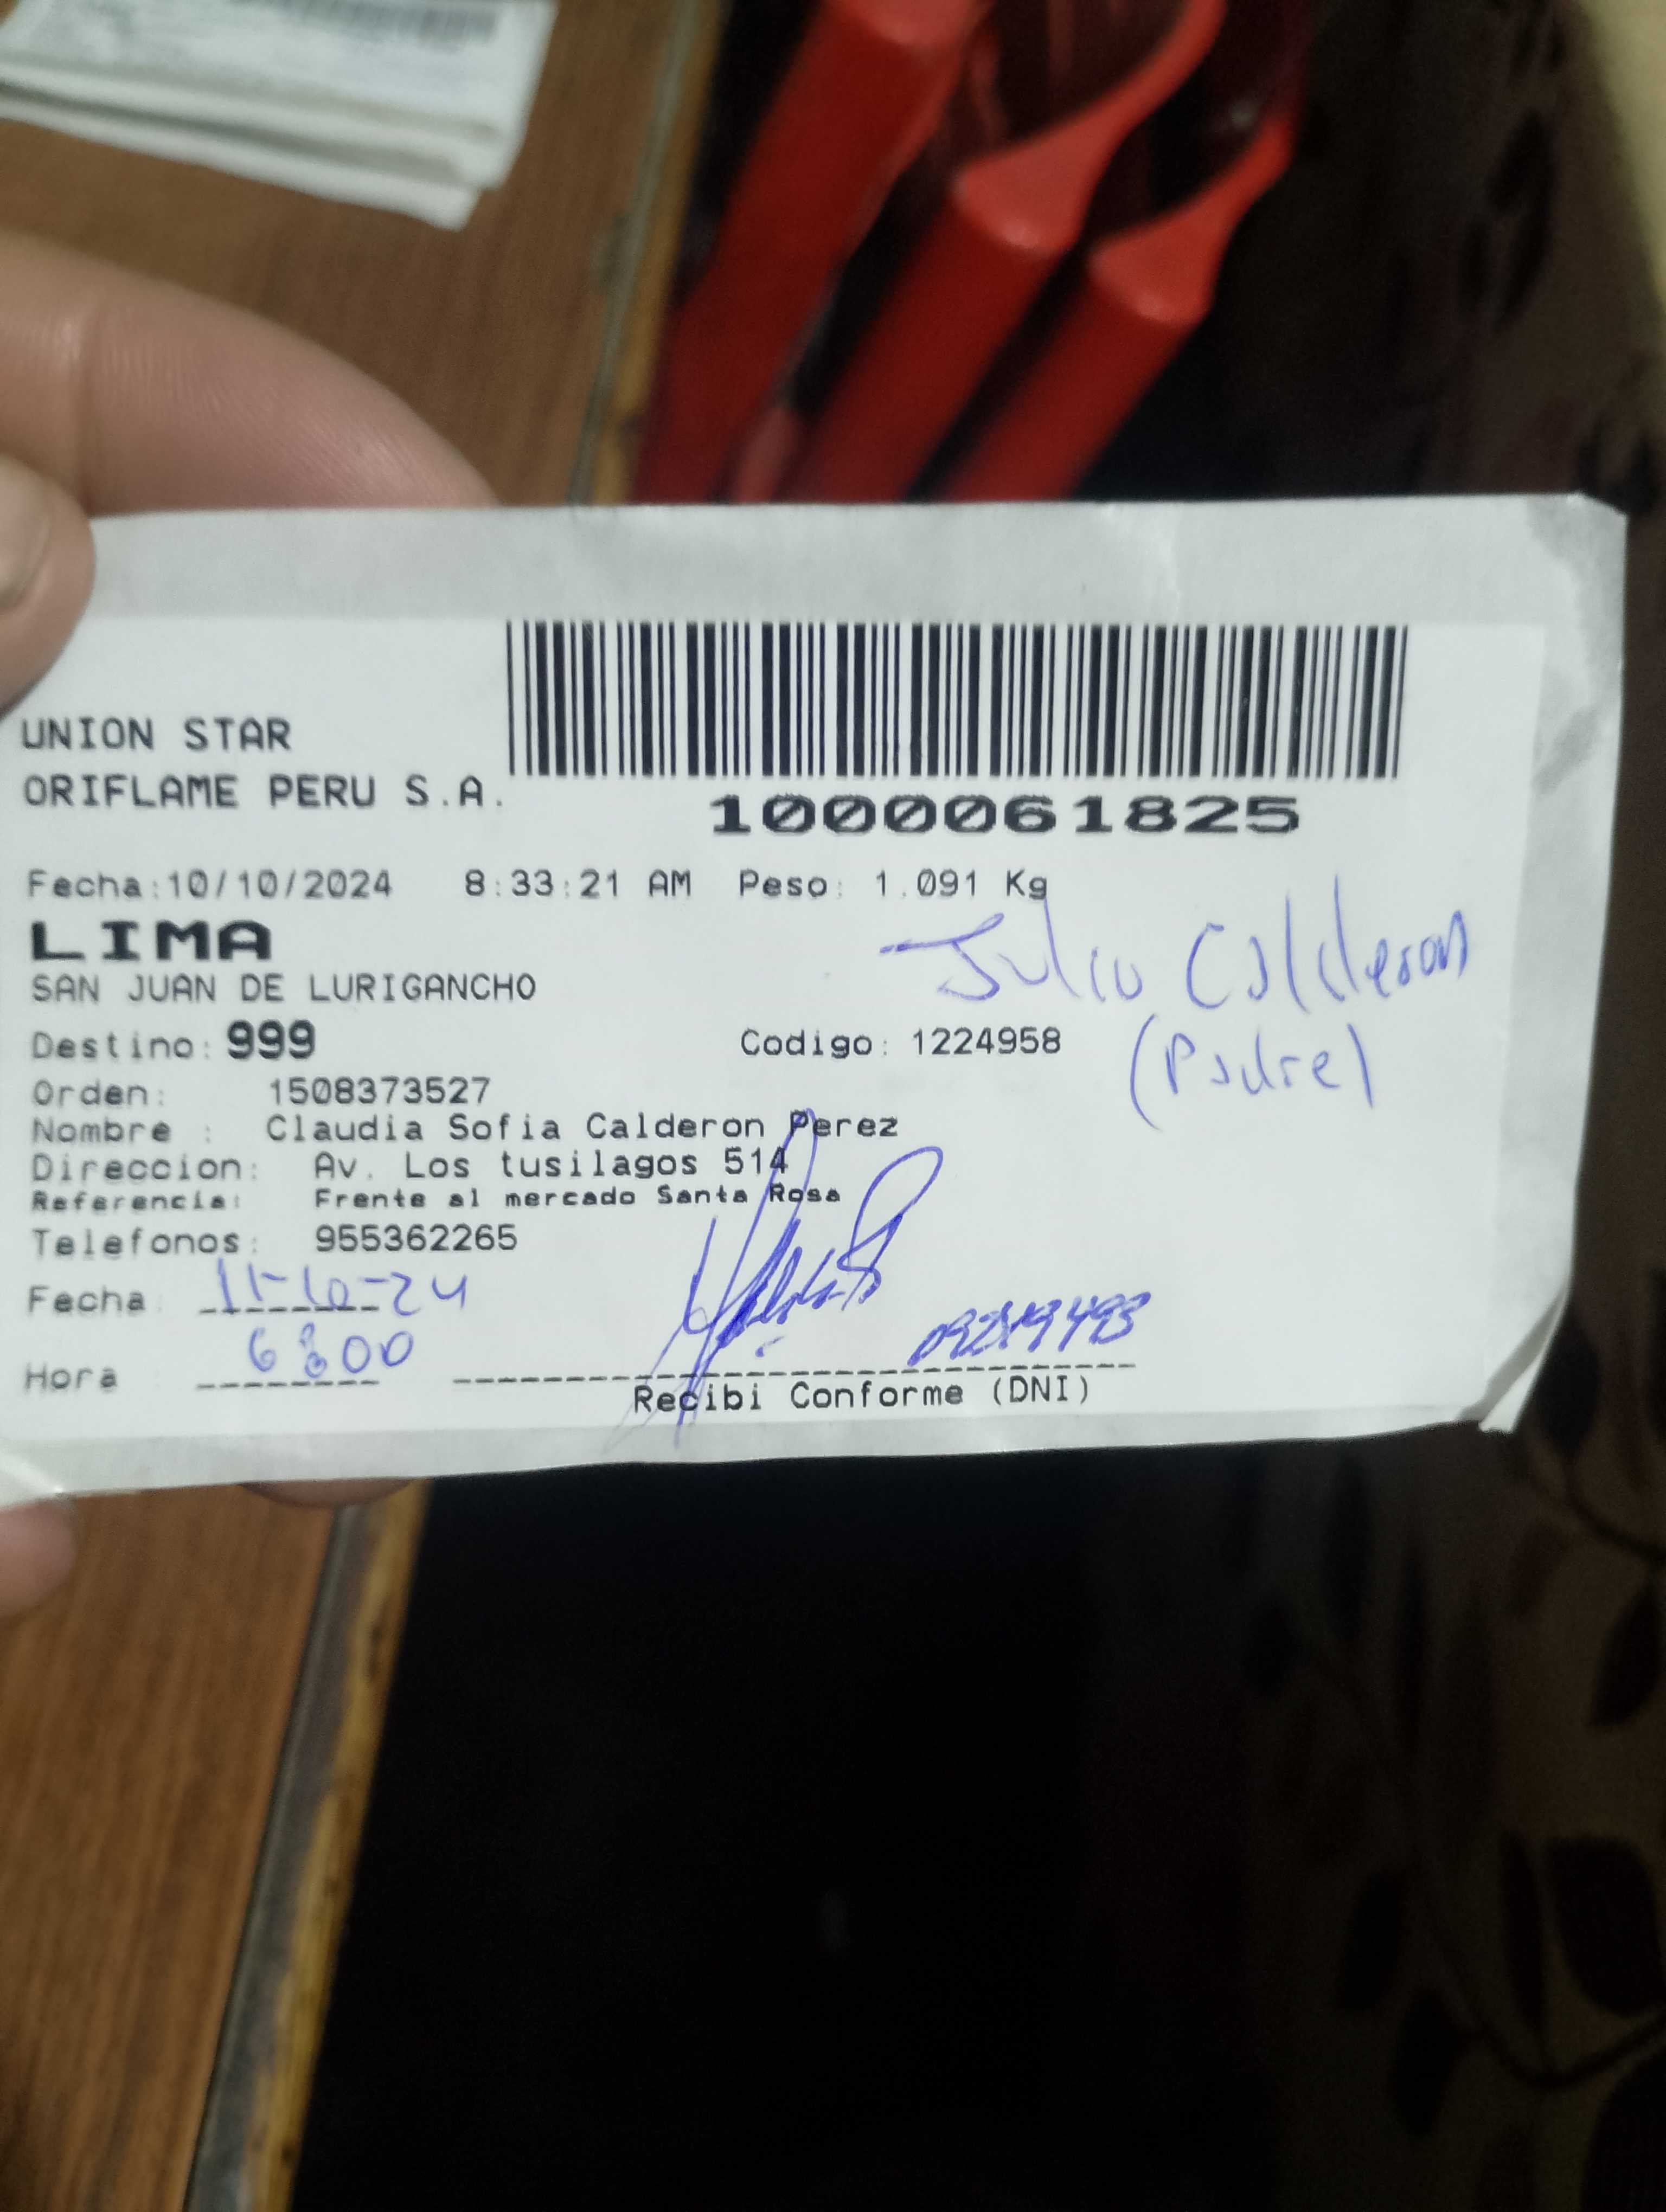 UNION STAR
ORIFLAME PERU S.A.
1000061825
Fecha:10/10/2024 8:33:21 AM Peso: 1.091 Kg
LIMA
SAN JUAN DE LURIGANCHO
Julio Calderon
(Padre)
Destino: 999 Codigo: 1224958
Orden: 1508373527
Nombre : Claudia Sofia Calderon Perez
Direccion: Av. Los tusilagos 514
Referencia: Frente al mercado Santa Rosa
Telefonos: 955362265
Fecha: 11-10-24
Hora : 6:00
Recibi Conforme (DNI)